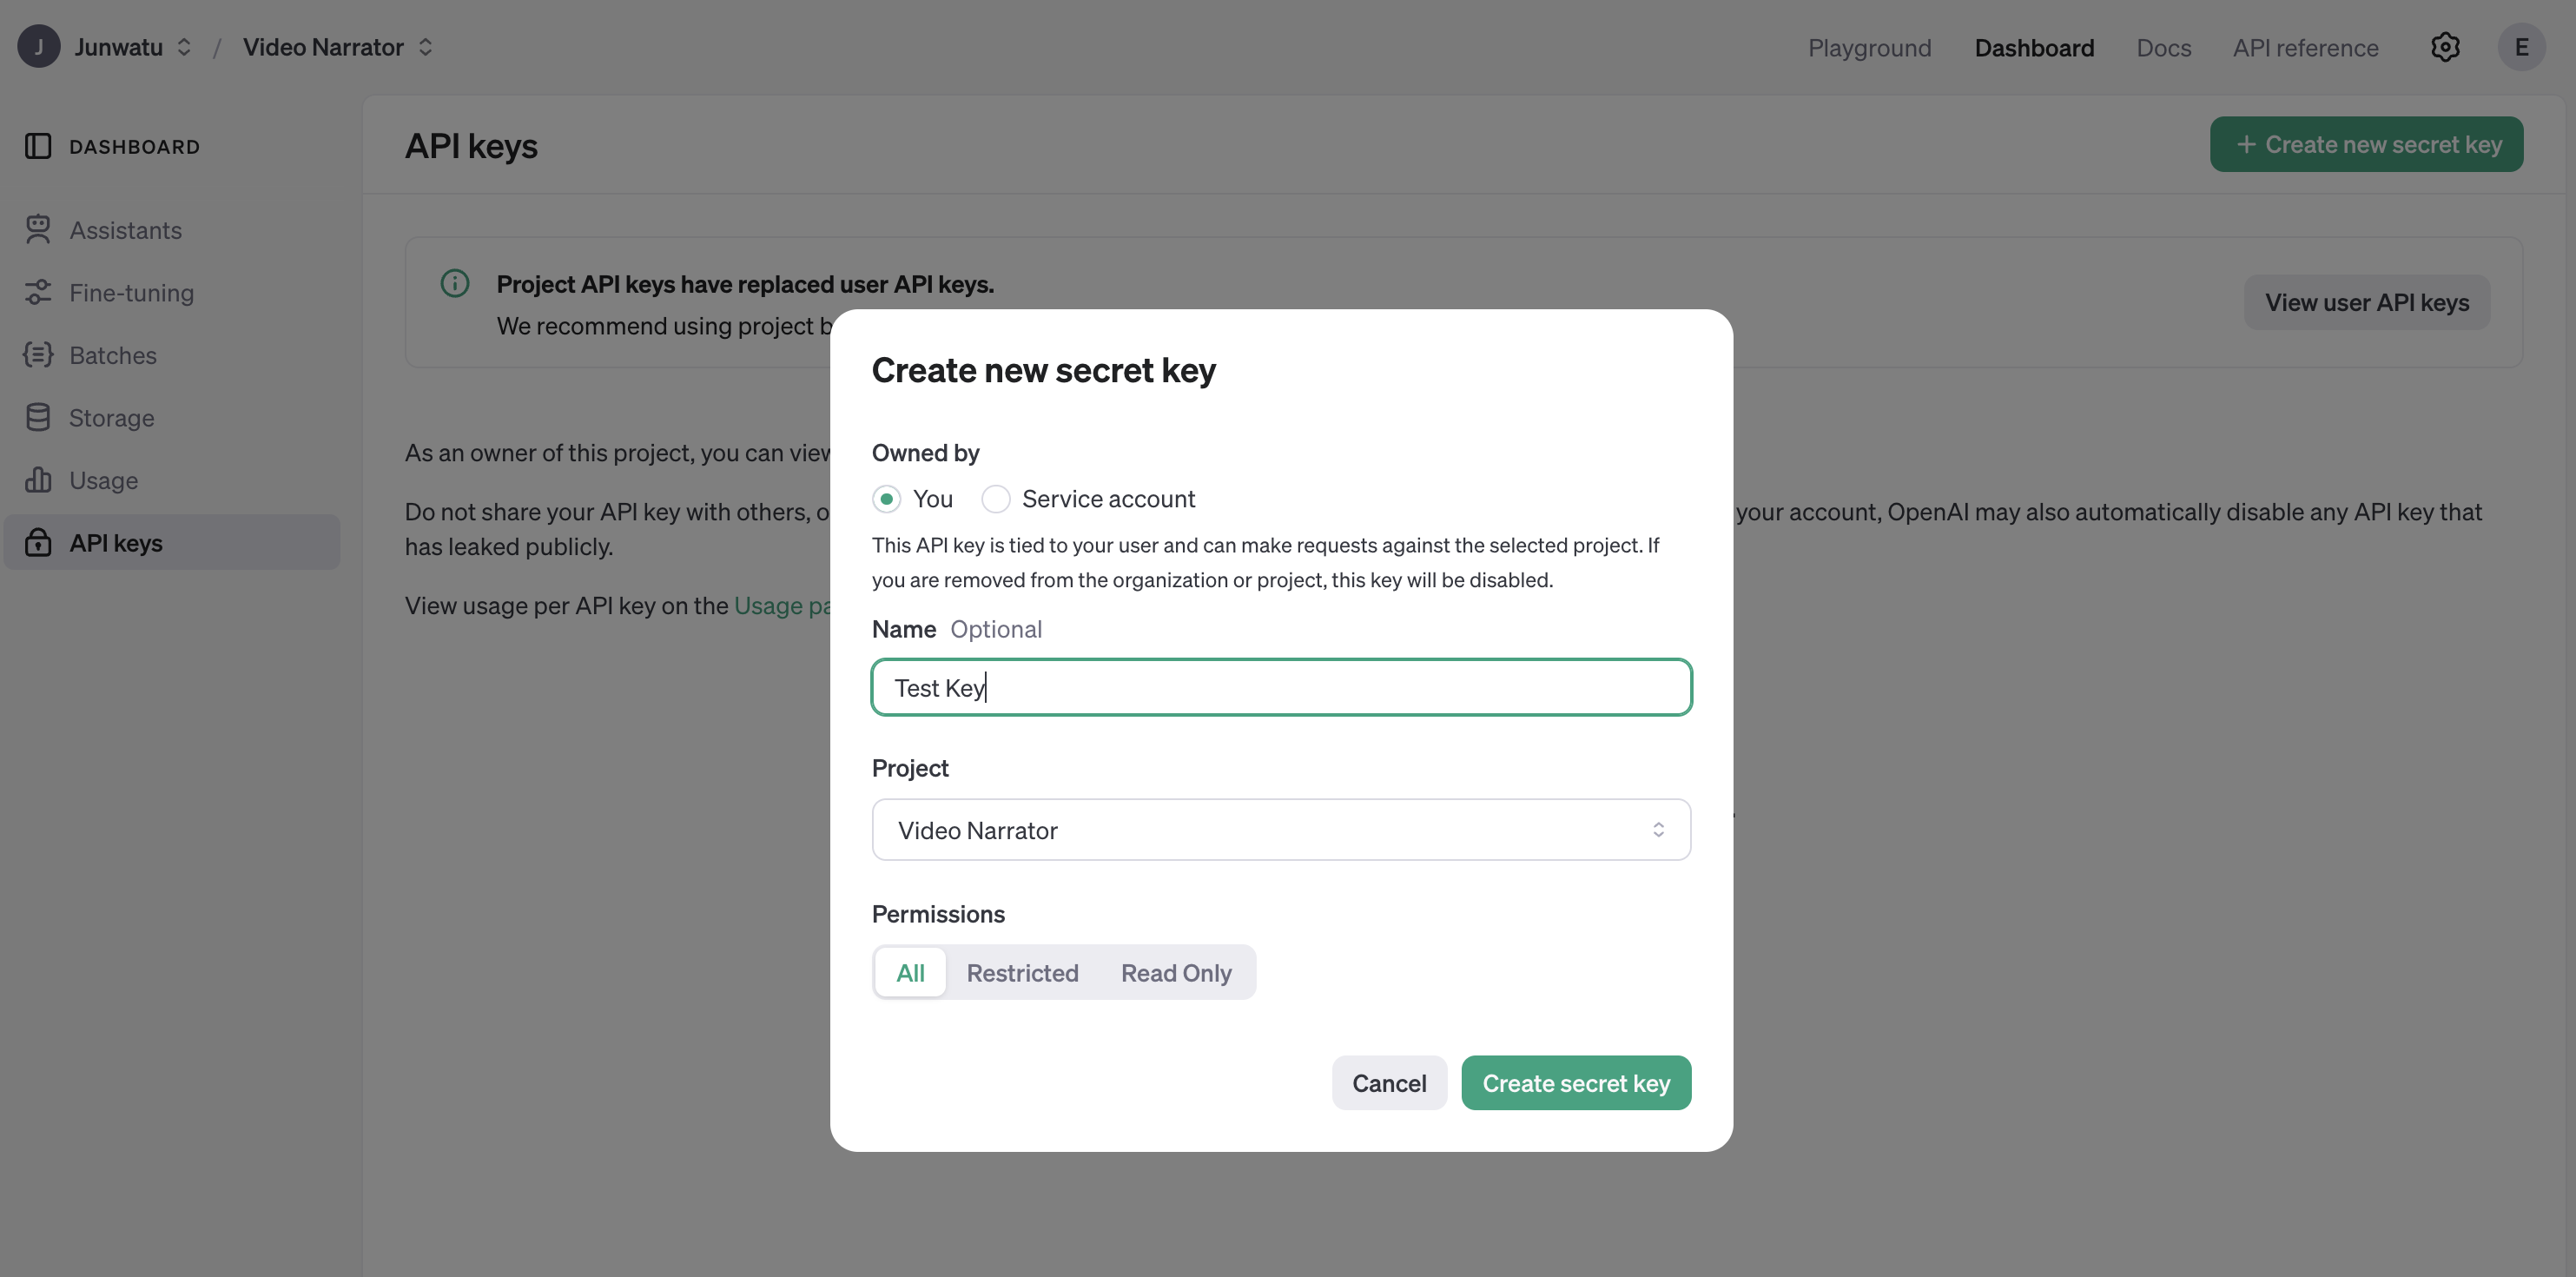 J Junwatu / Video Narrator
Playground Dashboard Docs API reference E
DASHBOARD
Assistants
Fine-tuning
Batches
Storage
Usage
API keys
API keys
+ Create new secret key
Project API keys have replaced user API keys.
We recommend using project b
View user API keys
As an owner of this project, you can view
Do not share your API key with others, o
your account, OpenAI may also automatically disable any API key that
has leaked publicly.
View usage per API key on the Usage pa
Create new secret key
Owned by
You Service account
This API key is tied to your user and can make requests against the selected project. If
you are removed from the organization or project, this key will be disabled.
Name Optional
Test Key
Project
Video Narrator
Permissions
All Restricted Read Only
Cancel Create secret key